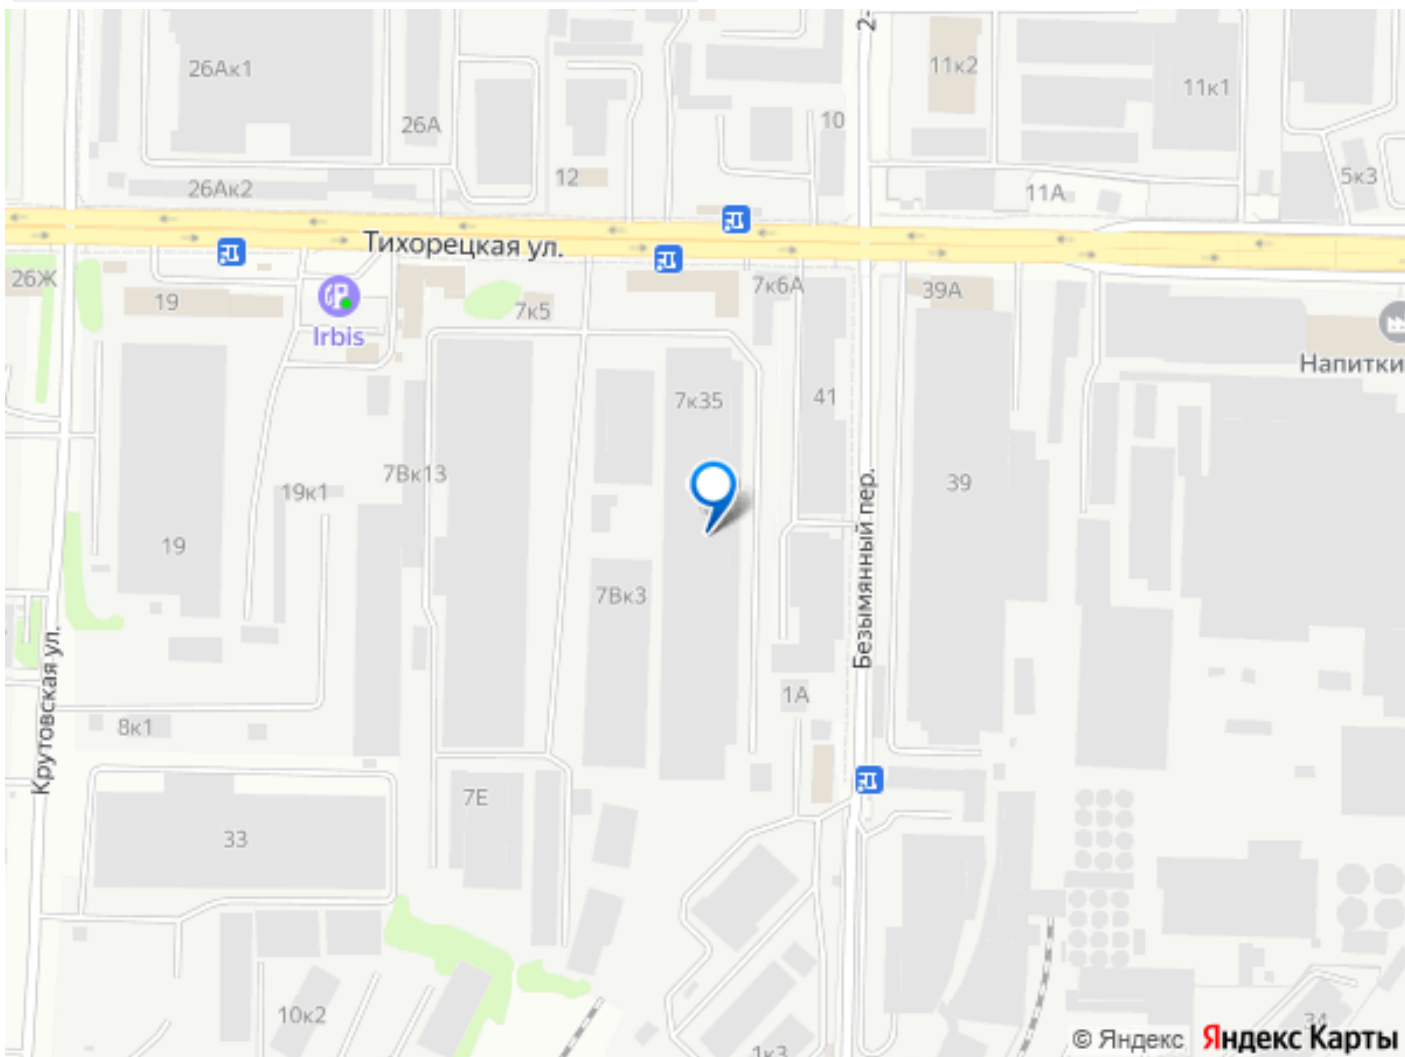 2-
26Ак1
11к2
11к1
26А
10
12
5к3
26Ак2
11А
Тихорецкая ул.
26Ж
19
7к5
7к6А
39А
Irbis
Напитки
7к35
41
7Вк13
19к1
39
19
7Вк3
Безымянный пер.
Крутовская ул.
1А
8к1
7Е
33
10к2
34
1к3
© Яндекс
Яндекс Карты